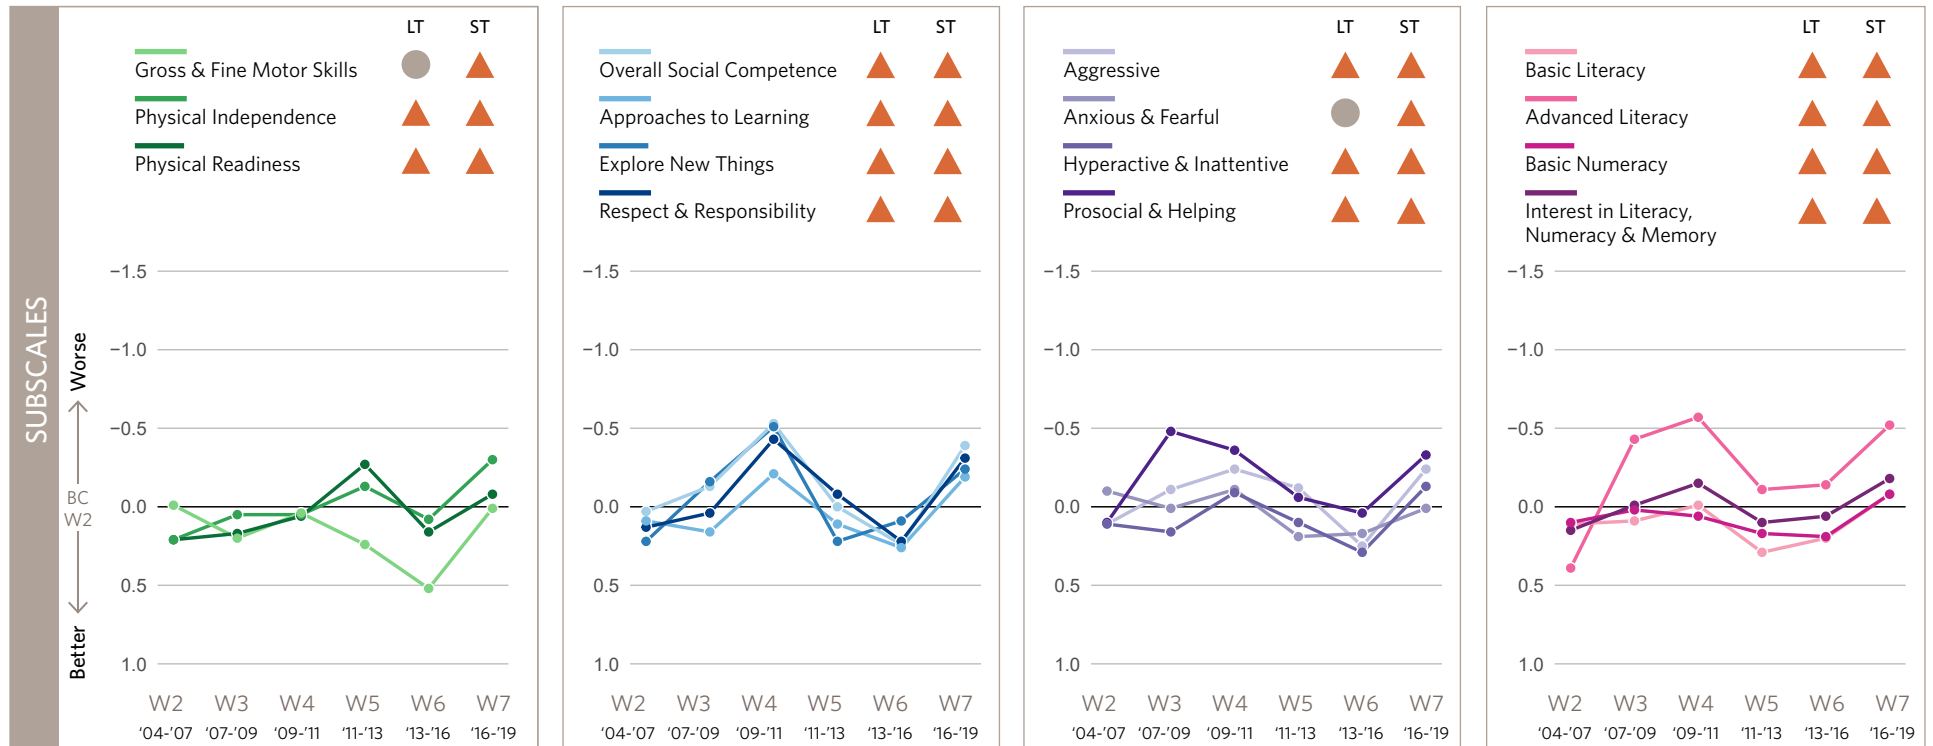 SUBSCALES
Worse
BC
W2
Better
LT ST
Gross & Fine Motor Skills
Physical Independence
Physical Readiness
−1.5
−1.0
−0.5
0.0
0.5
1.0
W2 W3 W4 W5 W6 W7
‘04-’07 ‘07-’09 ‘09-’11 ‘11-’13 ‘13-’16 ‘16-’19
LT ST
Overall Social Competence
Approaches to Learning
Explore New Things
Respect & Responsibility
−1.5
−1.0
−0.5
0.0
0.5
1.0
W2 W3 W4 W5 W6 W7
‘04-’07 ‘07-’09 ‘09-’11 ‘11-’13 ‘13-’16 ‘16-’19
LT ST
Aggressive
Anxious & Fearful
Hyperactive & Inattentive
Prosocial & Helping
−1.5
−1.0
−0.5
0.0
0.5
1.0
W2 W3 W4 W5 W6 W7
‘04-’07 ‘07-’09 ‘09-’11 ‘11-’13 ‘13-’16 ‘16-’19
LT ST
Basic Literacy
Advanced Literacy
Basic Numeracy
Interest in Literacy,
Numeracy & Memory
−1.5
−1.0
−0.5
0.0
0.5
1.0
W2 W3 W4 W5 W6 W7
‘04-’07 ‘07-’09 ‘09-’11 ‘11-’13 ‘13-’16 ‘16-’19